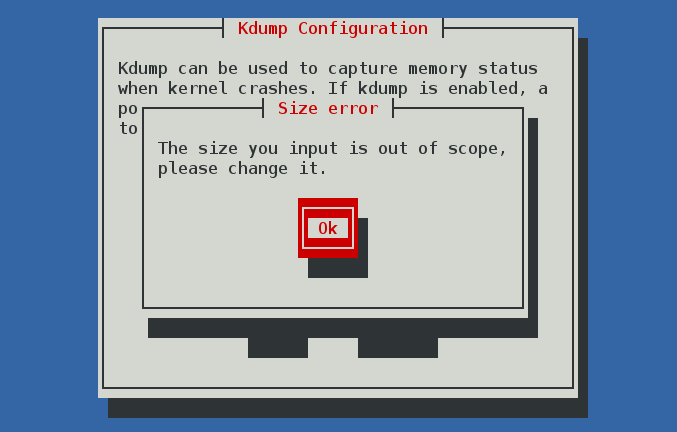 Kdump Configuration
Kdump can be used to capture memory status
when kernel crashes. If kdump is enabled, a
po
to
Size error
The size you input is out of scope,
please change it.
Ok